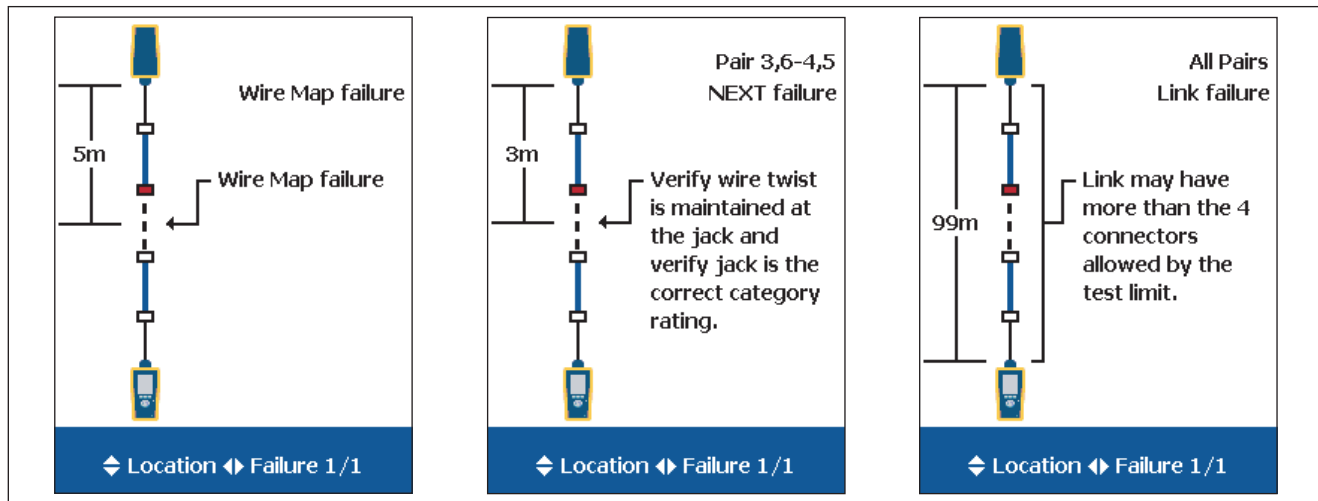 Wire Map failure
5m
Wire Map failure
Location Failure 1/1
Pair 3,6-4,5
NEXT failure
3m
Verify wire twist
is maintained at
the jack and
verify jack is the
correct category
rating.
Location Failure 1/1
All Pairs
Link failure
99m
Link may have
more than the 4
connectors
allowed by the
test limit.
Location Failure 1/1